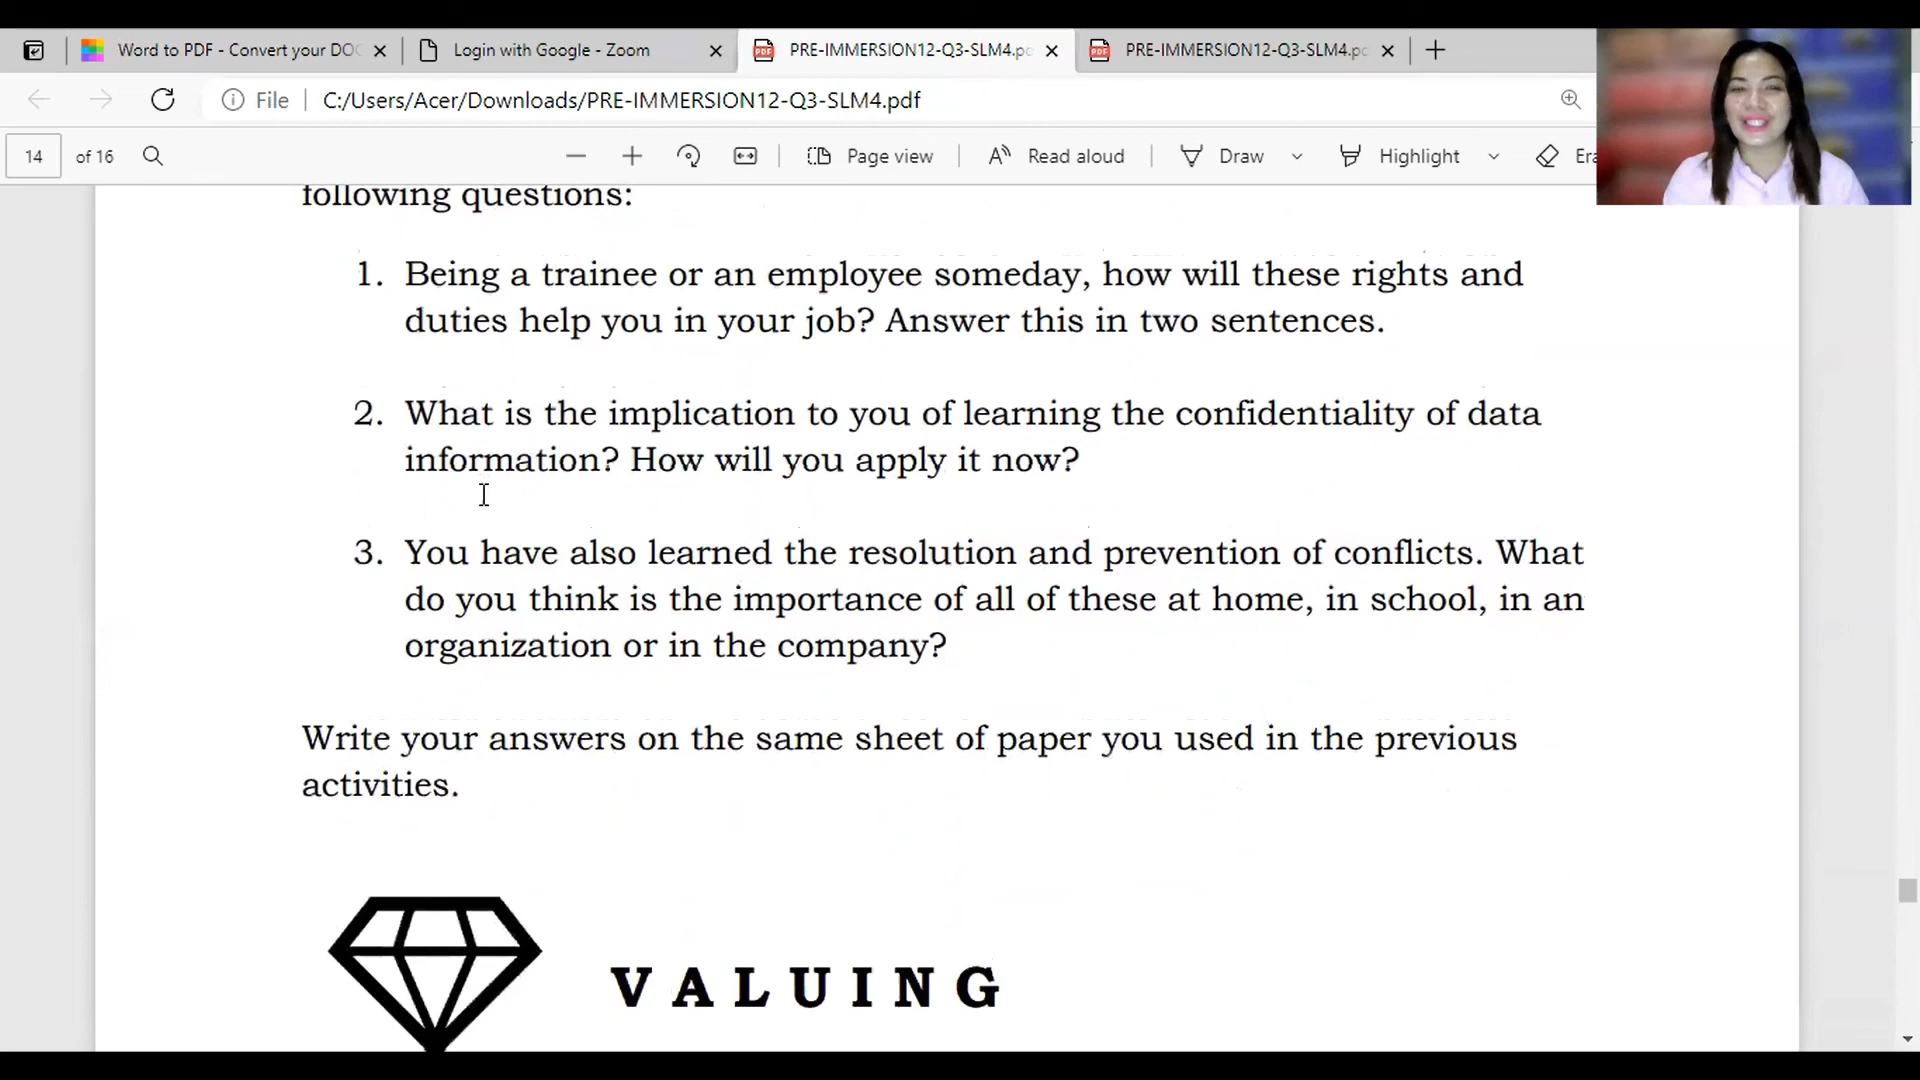 Word to PDF - Convert your DO
Login with Google - Zoom
PRE-IMMERSION12-Q3-SLM4.p
PRE-IMMERSION12-Q3-SLM4.p
File
C:/Users/Acer/Downloads/PRE-IMMERSION12-Q3-SLM4.pdf
14 of 16
Page view
Read aloud
Draw
Highlight
Era
following questions:
1. Being a trainee or an employee someday, how will these rights and
duties help you in your job? Answer this in two sentences.
2. What is the implication to you of learning the confidentiality of data
information? How will you apply it now?
3. You have also learned the resolution and prevention of conflicts. What
do you think is the importance of all of these at home, in school, in an
organization or in the company?
Write your answers on the same sheet of paper you used in the previous
activities.
VALUING